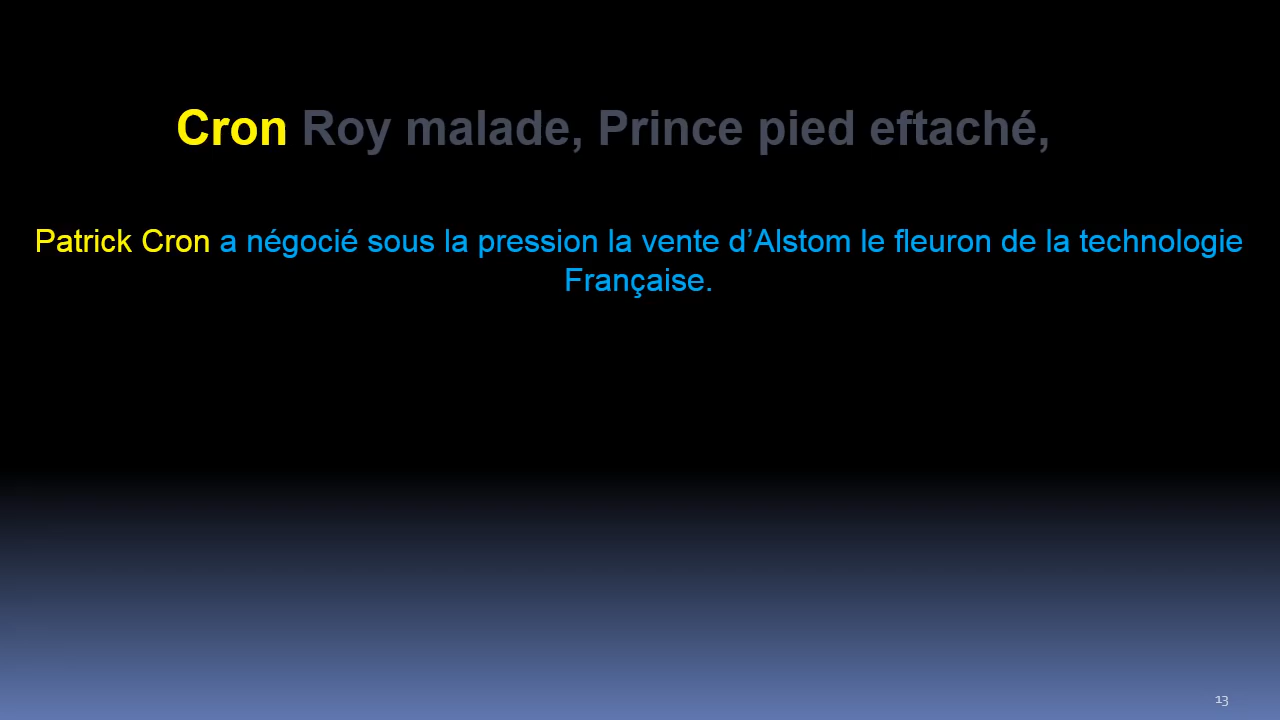 Cron Roy malade, Prince pied eftaché,
Patrick Cron a négocié sous la pression la vente d’Alstom le fleuron de la technologie
Française.
13